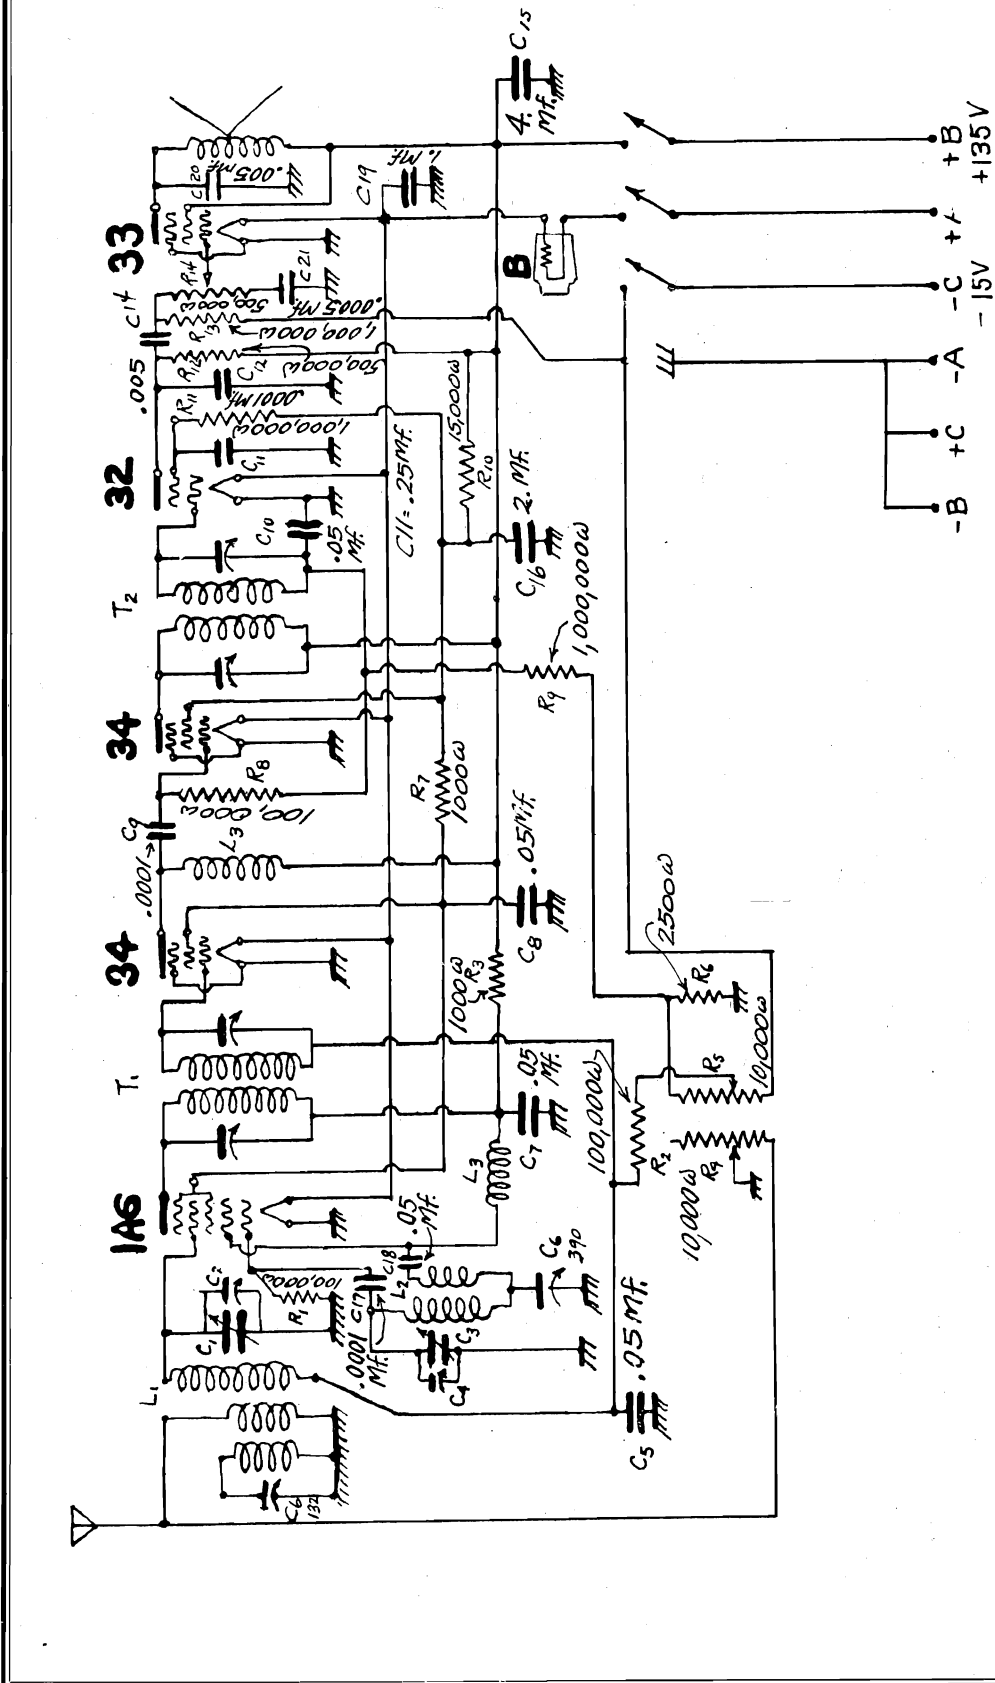 1A6
34
34
32
33
L1
C1
C2
R1
100,000ω
C6
132
T1
.0001
C9
L3
R8
100,000ω
T2
C10
.05
Mf.
C11
R11
1,000,000ω
.0001 Mf.
C12
.005
C14
R12
500,000ω
R13
1,000,000ω
R14
500,000ω
C21
.0005 Mf.
C20
.005 Mf.
C19
1. Mf.
C11=.25Mf.
C17
.0001
Mf.
C18
.05
Mf.
L2
C3
C4
C6
390
L3
C7
.05
Mf.
1000ω
R3
C8
.05 Mf.
R7
1000ω
15,000ω
R10
C16
2. Mf.
R9
1,000,000ω
B
4.
Mf.
C15
C5
.05 Mf.
100,000ω
R2
10,000ω
R4
R5
10,000ω
R6
2500ω
-B
+C
-A
-C
-15V
+A
+B
+135V